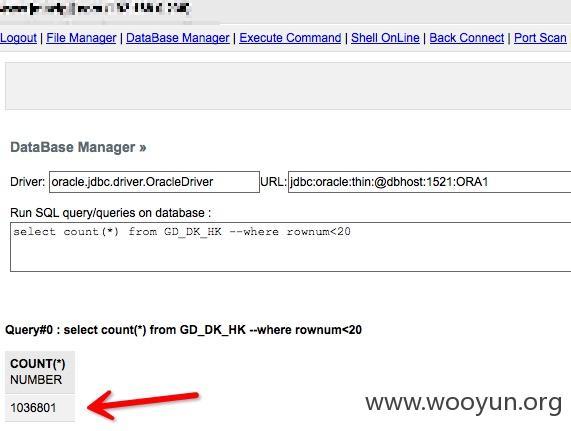 Logout | File Manager | DataBase Manager | Execute Command | Shell OnLine | Back Connect | Port Scan
DataBase Manager »
Driver: oracle.jdbc.driver.OracleDriver URL: jdbc:oracle:thin:@dbhost:1521:ORA1
Run SQL query/queries on database :
select count(*) from GD_DK_HK --where rownum<20
Query#0 : select count(*) from GD_DK_HK --where rownum<20
COUNT(*)
NUMBER
1036801
www.wooyun.org